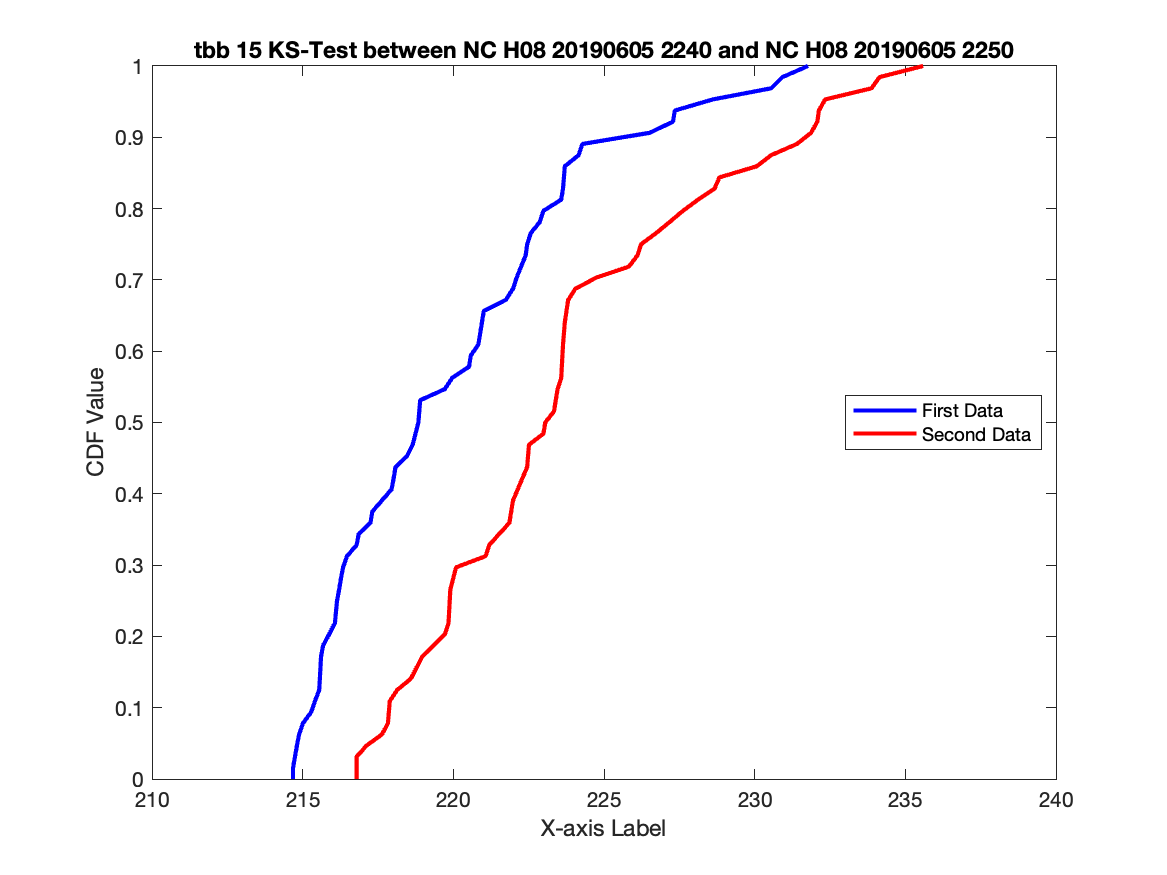 tbb 15 KS-Test between NC H08 20190605 2240 and NC H08 20190605 2250
1
0.9
0.8
0.7
0.6
0.5
0.4
0.3
0.2
0.1
0
CDF Value
First Data
Second Data
210 215 220 225 230 235 240
X-axis Label